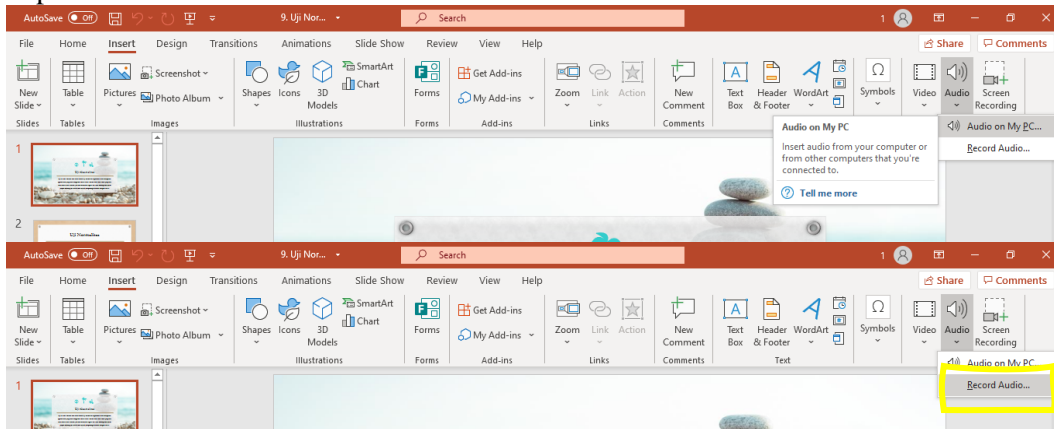 AutoSave Off 9. Uji Nor... Search 1
File Home Insert Design Transitions Animations Slide Show Review View Help Share Comments
New Slide Table Pictures Screenshot Photo Album Shapes Icons 3D Models SmartArt Chart Forms Get Add-ins My Add-ins Zoom Link Action New Comment Text Box Header & Footer WordArt Symbols Video Audio Screen Recording
Slides Tables Images Illustrations Forms Add-ins Links Comments
Audio on My PC
Insert audio from your computer or
from other computers that you're
connected to.
Tell me more
Audio on My PC...
Record Audio...
1
2
Uji Normalitas
AutoSave Off 9. Uji Nor... Search 1
File Home Insert Design Transitions Animations Slide Show Review View Help Share Comments
New Slide Table Pictures Screenshot Photo Album Shapes Icons 3D Models SmartArt Chart Forms Get Add-ins My Add-ins Zoom Link Action New Comment Text Box Header & Footer WordArt Symbols Video Audio Screen Recording
Slides Tables Images Illustrations Forms Add-ins Links Comments Text
Audio on My PC
Record Audio...
1